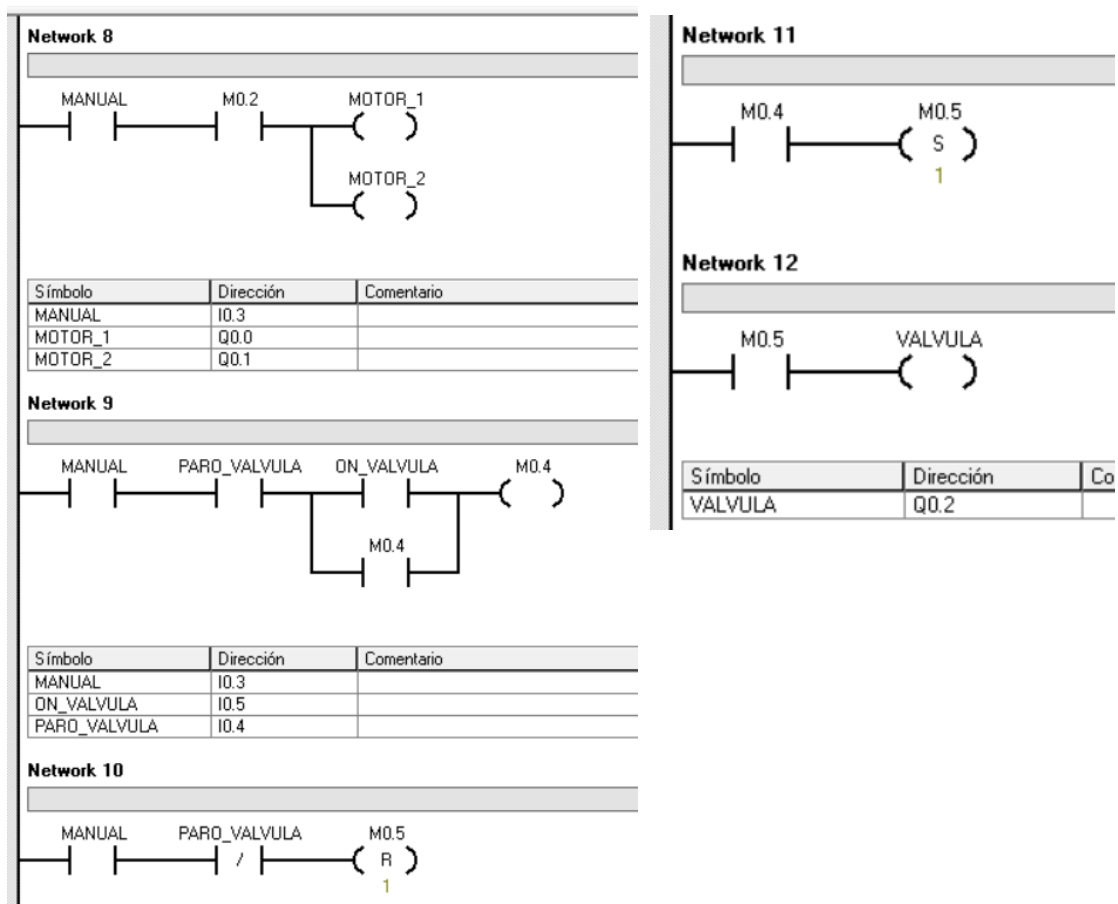 Network 8
MANUAL M0.2 MOTOR_1
MOTOR_2
Símbolo Dirección Comentario
MANUAL I0.3
MOTOR_1 Q0.0
MOTOR_2 Q0.1
Network 9
MANUAL PARO_VALVULA ON_VALVULA M0.4
M0.4
Símbolo Dirección Comentario
MANUAL I0.3
ON_VALVULA I0.5
PARO_VALVULA I0.4
Network 10
MANUAL PARO_VALVULA M0.5
/ R
1
Network 11
M0.4 M0.5
S
1
Network 12
M0.5 VALVULA
Símbolo Dirección Co
VALVULA Q0.2